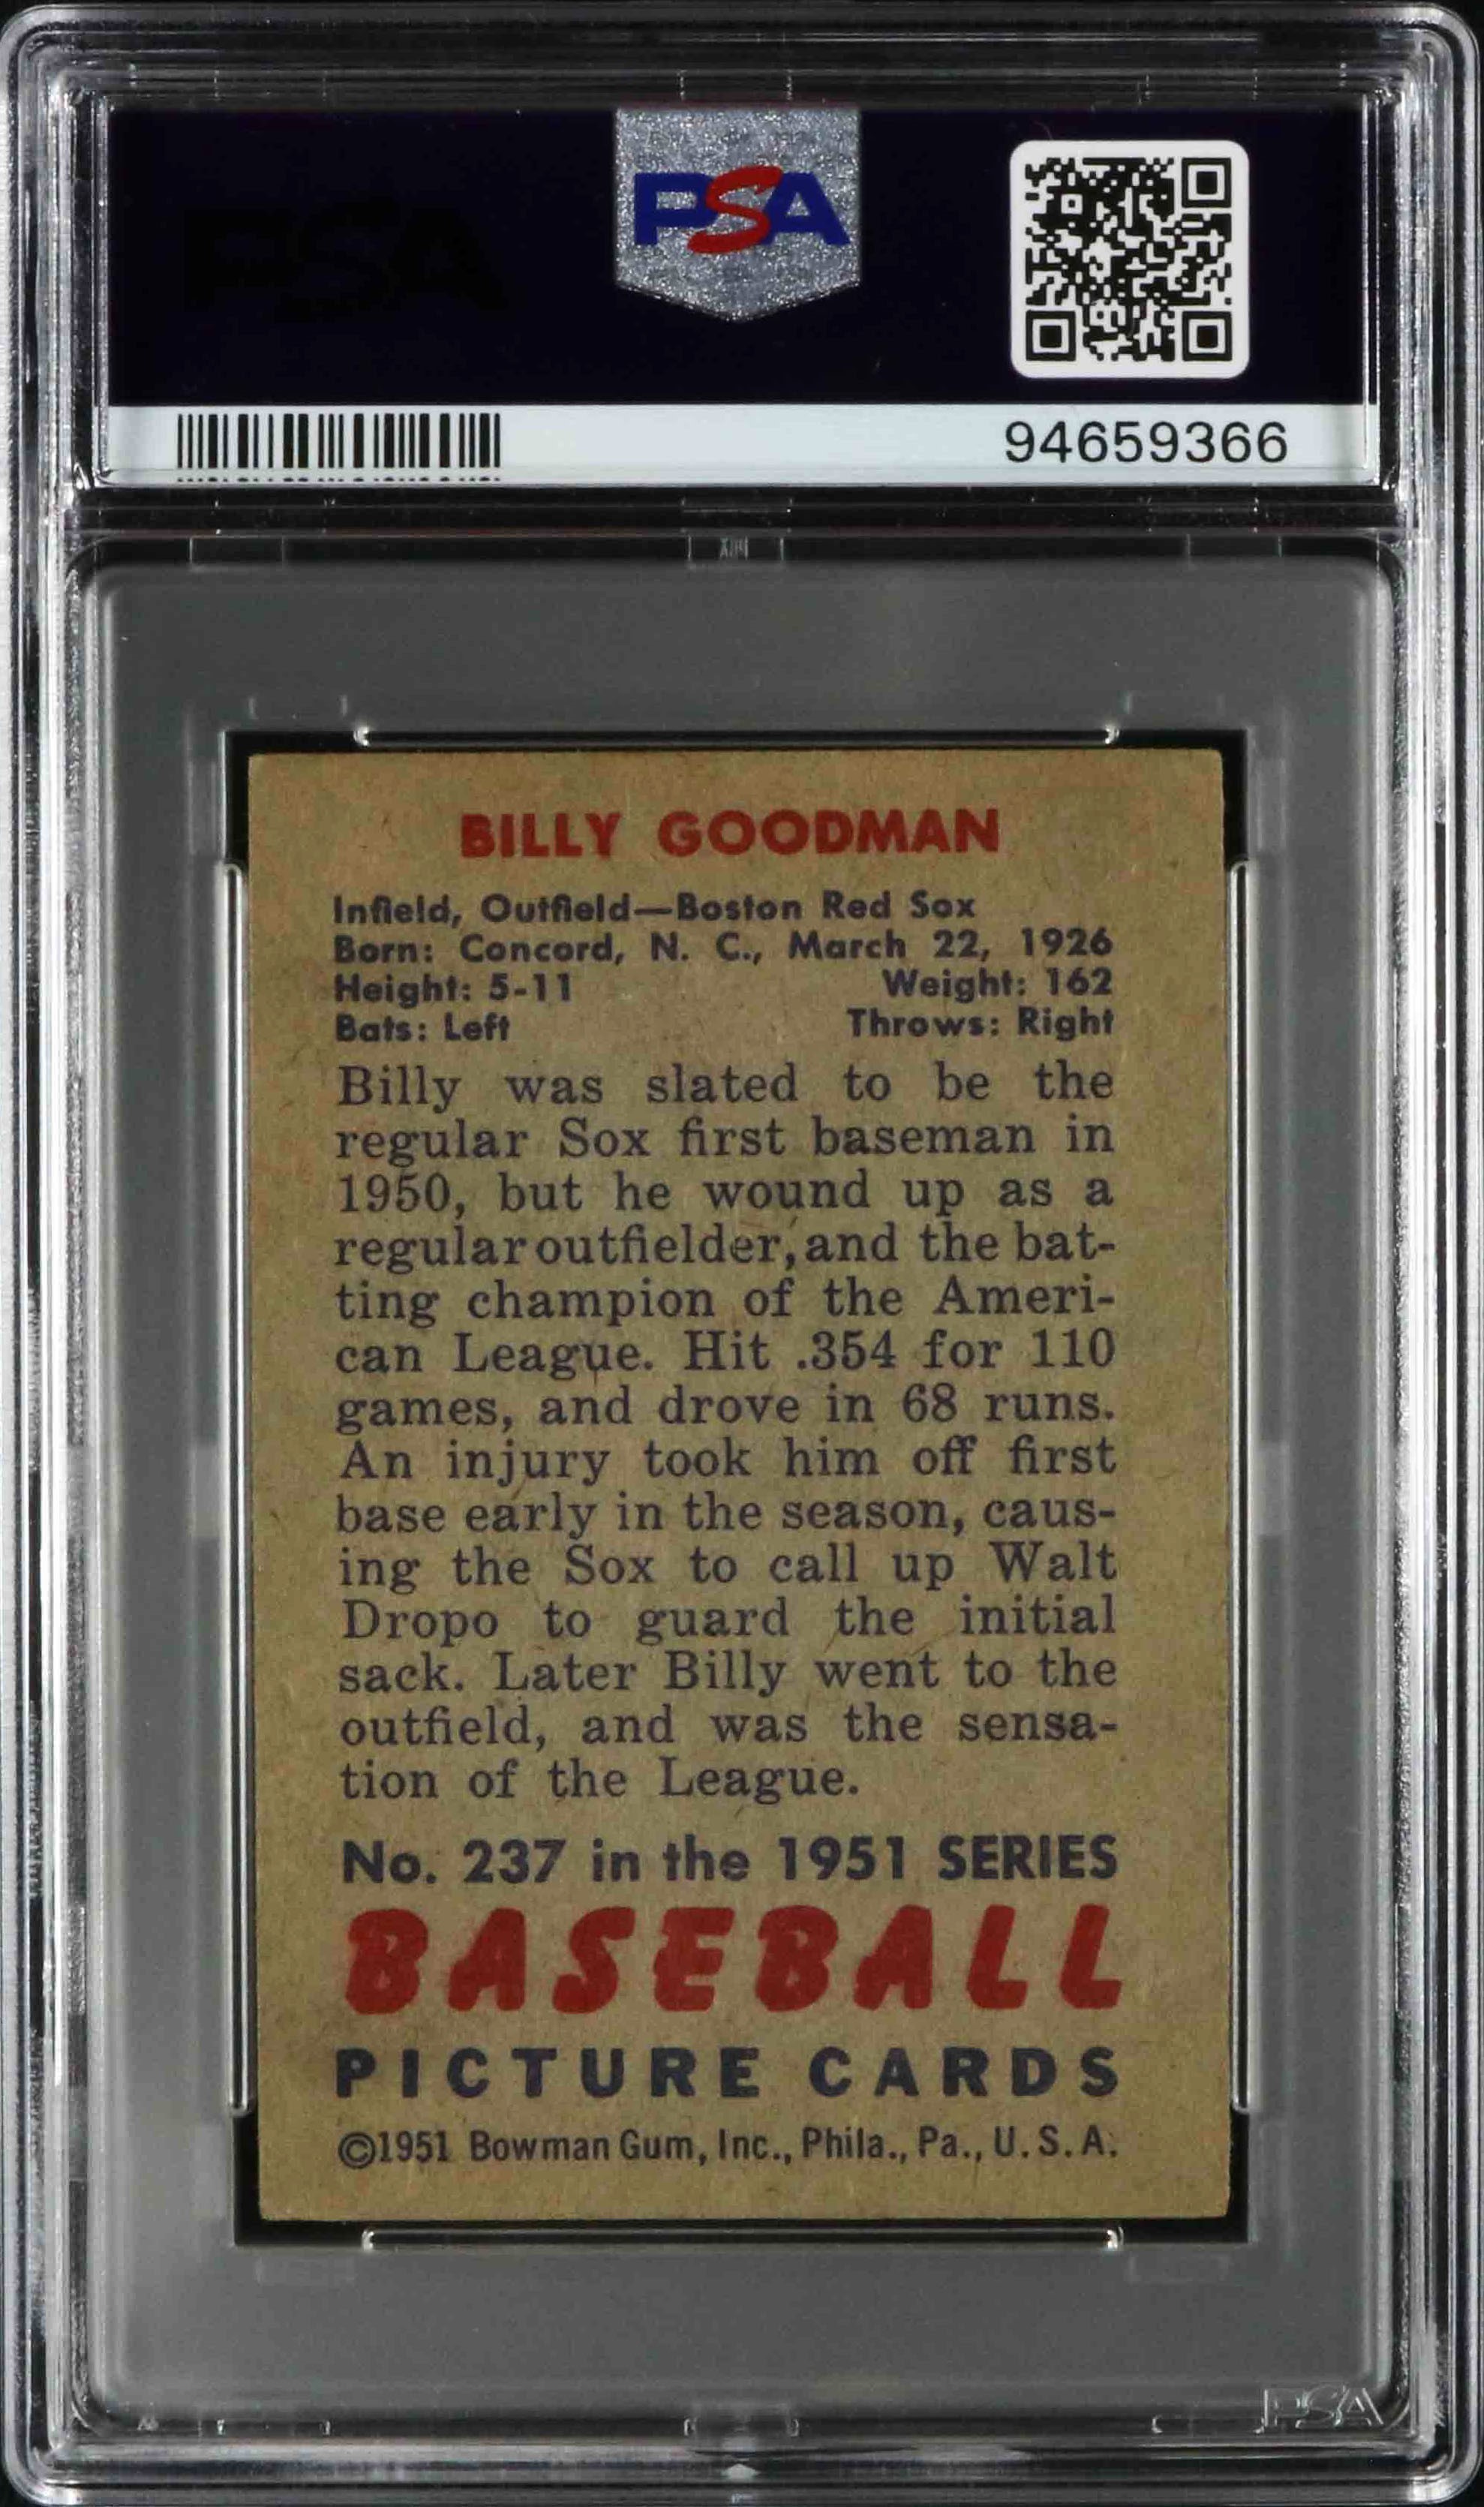 PSA
94659366
BILLY GOODMAN
Infield, Outfield—Boston Red Sox
Born: Concord, N. C., March 22, 1926
Height: 5-11 Weight: 162
Bats: Left Throws: Right
Billy was slated to be the
regular Sox first baseman in
1950, but he wound up as a
regular outfielder, and the bat-
ting champion of the Ameri-
can League. Hit .354 for 110
games, and drove in 68 runs.
An injury took him off first
base early in the season, caus-
ing the Sox to call up Walt
Dropo to guard the initial
sack. Later Billy went to the
outfield, and was the sensa-
tion of the League.
No. 237 in the 1951 SERIES
BASEBALL
PICTURE CARDS
©1951 Bowman Gum, Inc., Phila., Pa., U. S. A.
PSA